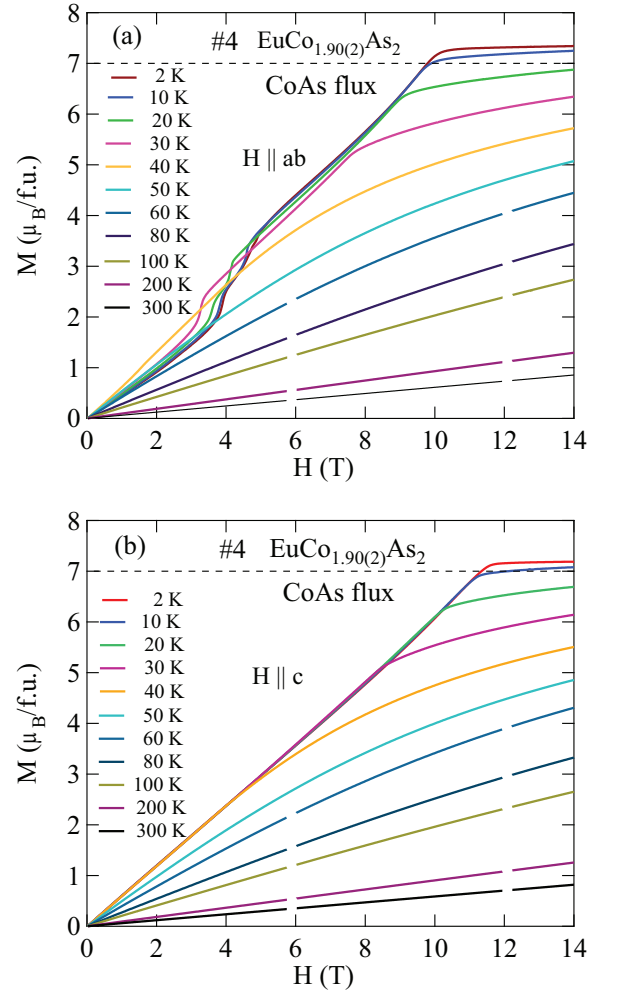 (a) #4 EuCo1.90(2)As2
CoAs flux
H || ab
2 K
10 K
20 K
30 K
40 K
50 K
60 K
80 K
100 K
200 K
300 K
M (μB/f.u.)
8
7
6
5
4
3
2
1
0
0 2 4 6 8 10 12 14
H (T)
(b) #4 EuCo1.90(2)As2
CoAs flux
H || c
2 K
10 K
20 K
30 K
40 K
50 K
60 K
80 K
100 K
200 K
300 K
M (μB/f.u.)
8
7
6
5
4
3
2
1
0
0 2 4 6 8 10 12 14
H (T)